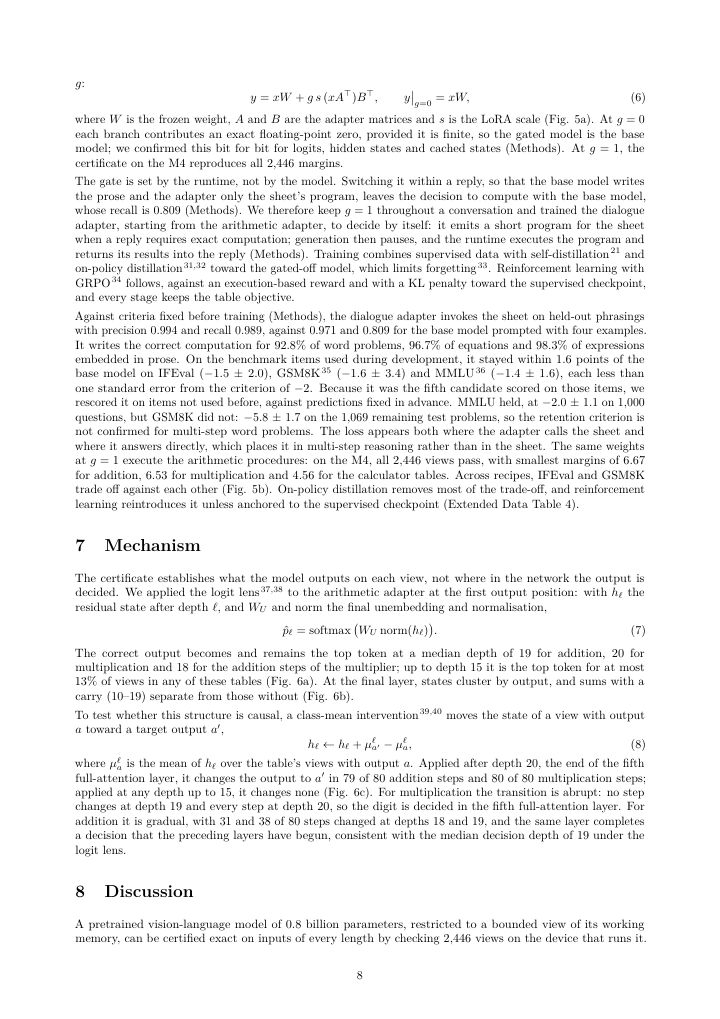 g:
y = xW + g s (xA⊤)B⊤, y|g=0 = xW, (6)
where W is the frozen weight, A and B are the adapter matrices and s is the LoRA scale (Fig. 5a). At g = 0
each branch contributes an exact floating-point zero, provided it is finite, so the gated model is the base
model; we confirmed this bit for bit for logits, hidden states and cached states (Methods). At g = 1, the
certificate on the M4 reproduces all 2,446 margins.
The gate is set by the runtime, not by the model. Switching it within a reply, so that the base model writes
the prose and the adapter only the sheet's program, leaves the decision to compute with the base model,
whose recall is 0.809 (Methods). We therefore keep g = 1 throughout a conversation and trained the dialogue
adapter, starting from the arithmetic adapter, to decide by itself: it emits a short program for the sheet
when a reply requires exact computation; generation then pauses, and the runtime executes the program and
returns its results into the reply (Methods). Training combines supervised data with self-distillation21 and
on-policy distillation31,32 toward the gated-off model, which limits forgetting33. Reinforcement learning with
GRPO34 follows, against an execution-based reward and with a KL penalty toward the supervised checkpoint,
and every stage keeps the table objective.
Against criteria fixed before training (Methods), the dialogue adapter invokes the sheet on held-out phrasings
with precision 0.994 and recall 0.989, against 0.971 and 0.809 for the base model prompted with four examples.
It writes the correct computation for 92.8% of word problems, 96.7% of equations and 98.3% of expressions
embedded in prose. On the benchmark items used during development, it stayed within 1.6 points of the
base model on IFEval (−1.5 ± 2.0), GSM8K35 (−1.6 ± 3.4) and MMLU36 (−1.4 ± 1.6), each less than
one standard error from the criterion of −2. Because it was the fifth candidate scored on those items, we
rescored it on items not used before, against predictions fixed in advance. MMLU held, at −2.0 ± 1.1 on 1,000
questions, but GSM8K did not: −5.8 ± 1.7 on the 1,069 remaining test problems, so the retention criterion is
not confirmed for multi-step word problems. The loss appears both where the adapter calls the sheet and
where it answers directly, which places it in multi-step reasoning rather than in the sheet. The same weights
at g = 1 execute the arithmetic procedures: on the M4, all 2,446 views pass, with smallest margins of 6.67
for addition, 6.53 for multiplication and 4.56 for the calculator tables. Across recipes, IFEval and GSM8K
trade off against each other (Fig. 5b). On-policy distillation removes most of the trade-off, and reinforcement
learning reintroduces it unless anchored to the supervised checkpoint (Extended Data Table 4).
7 Mechanism
The certificate establishes what the model outputs on each view, not where in the network the output is
decided. We applied the logit lens37,38 to the arithmetic adapter at the first output position: with hℓ the
residual state after depth ℓ, and WU and norm the final unembedding and normalisation,
p̂ℓ = softmax (WU norm(hℓ)). (7)
The correct output becomes and remains the top token at a median depth of 19 for addition, 20 for
multiplication and 18 for the addition steps of the multiplier; up to depth 15 it is the top token for at most
13% of views in any of these tables (Fig. 6a). At the final layer, states cluster by output, and sums with a
carry (10–19) separate from those without (Fig. 6b).
To test whether this structure is causal, a class-mean intervention39,40 moves the state of a view with output
a toward a target output a′,
hℓ ← hℓ + μℓa′ − μℓa, (8)
where μℓa is the mean of hℓ over the table's views with output a. Applied after depth 20, the end of the fifth
full-attention layer, it changes the output to a′ in 79 of 80 addition steps and 80 of 80 multiplication steps;
applied at any depth up to 15, it changes none (Fig. 6c). For multiplication the transition is abrupt: no step
changes at depth 19 and every step at depth 20, so the digit is decided in the fifth full-attention layer. For
addition it is gradual, with 31 and 38 of 80 steps changed at depths 18 and 19, and the same layer completes
a decision that the preceding layers have begun, consistent with the median decision depth of 19 under the
logit lens.
8 Discussion
A pretrained vision-language model of 0.8 billion parameters, restricted to a bounded view of its working
memory, can be certified exact on inputs of every length by checking 2,446 views on the device that runs it.
8